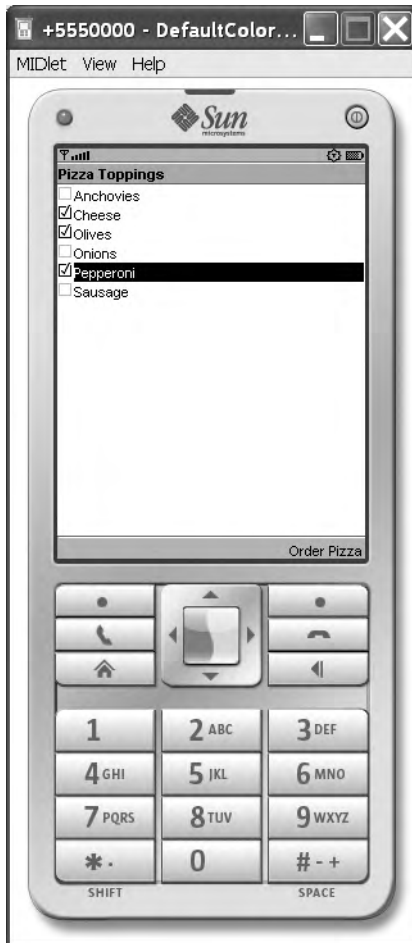 +5550000 - DefaultColor...
MIDlet View Help
Sun
microsystems
Pizza Toppings
Anchovies
Cheese
Olives
Onions
Pepperoni
Sausage
Order Pizza
1 2 ABC 3 DEF
4 GHI 5 JKL 6 MNO
7 PQRS 8 TUV 9 WXYZ
* . 0 # - +
SHIFT SPACE